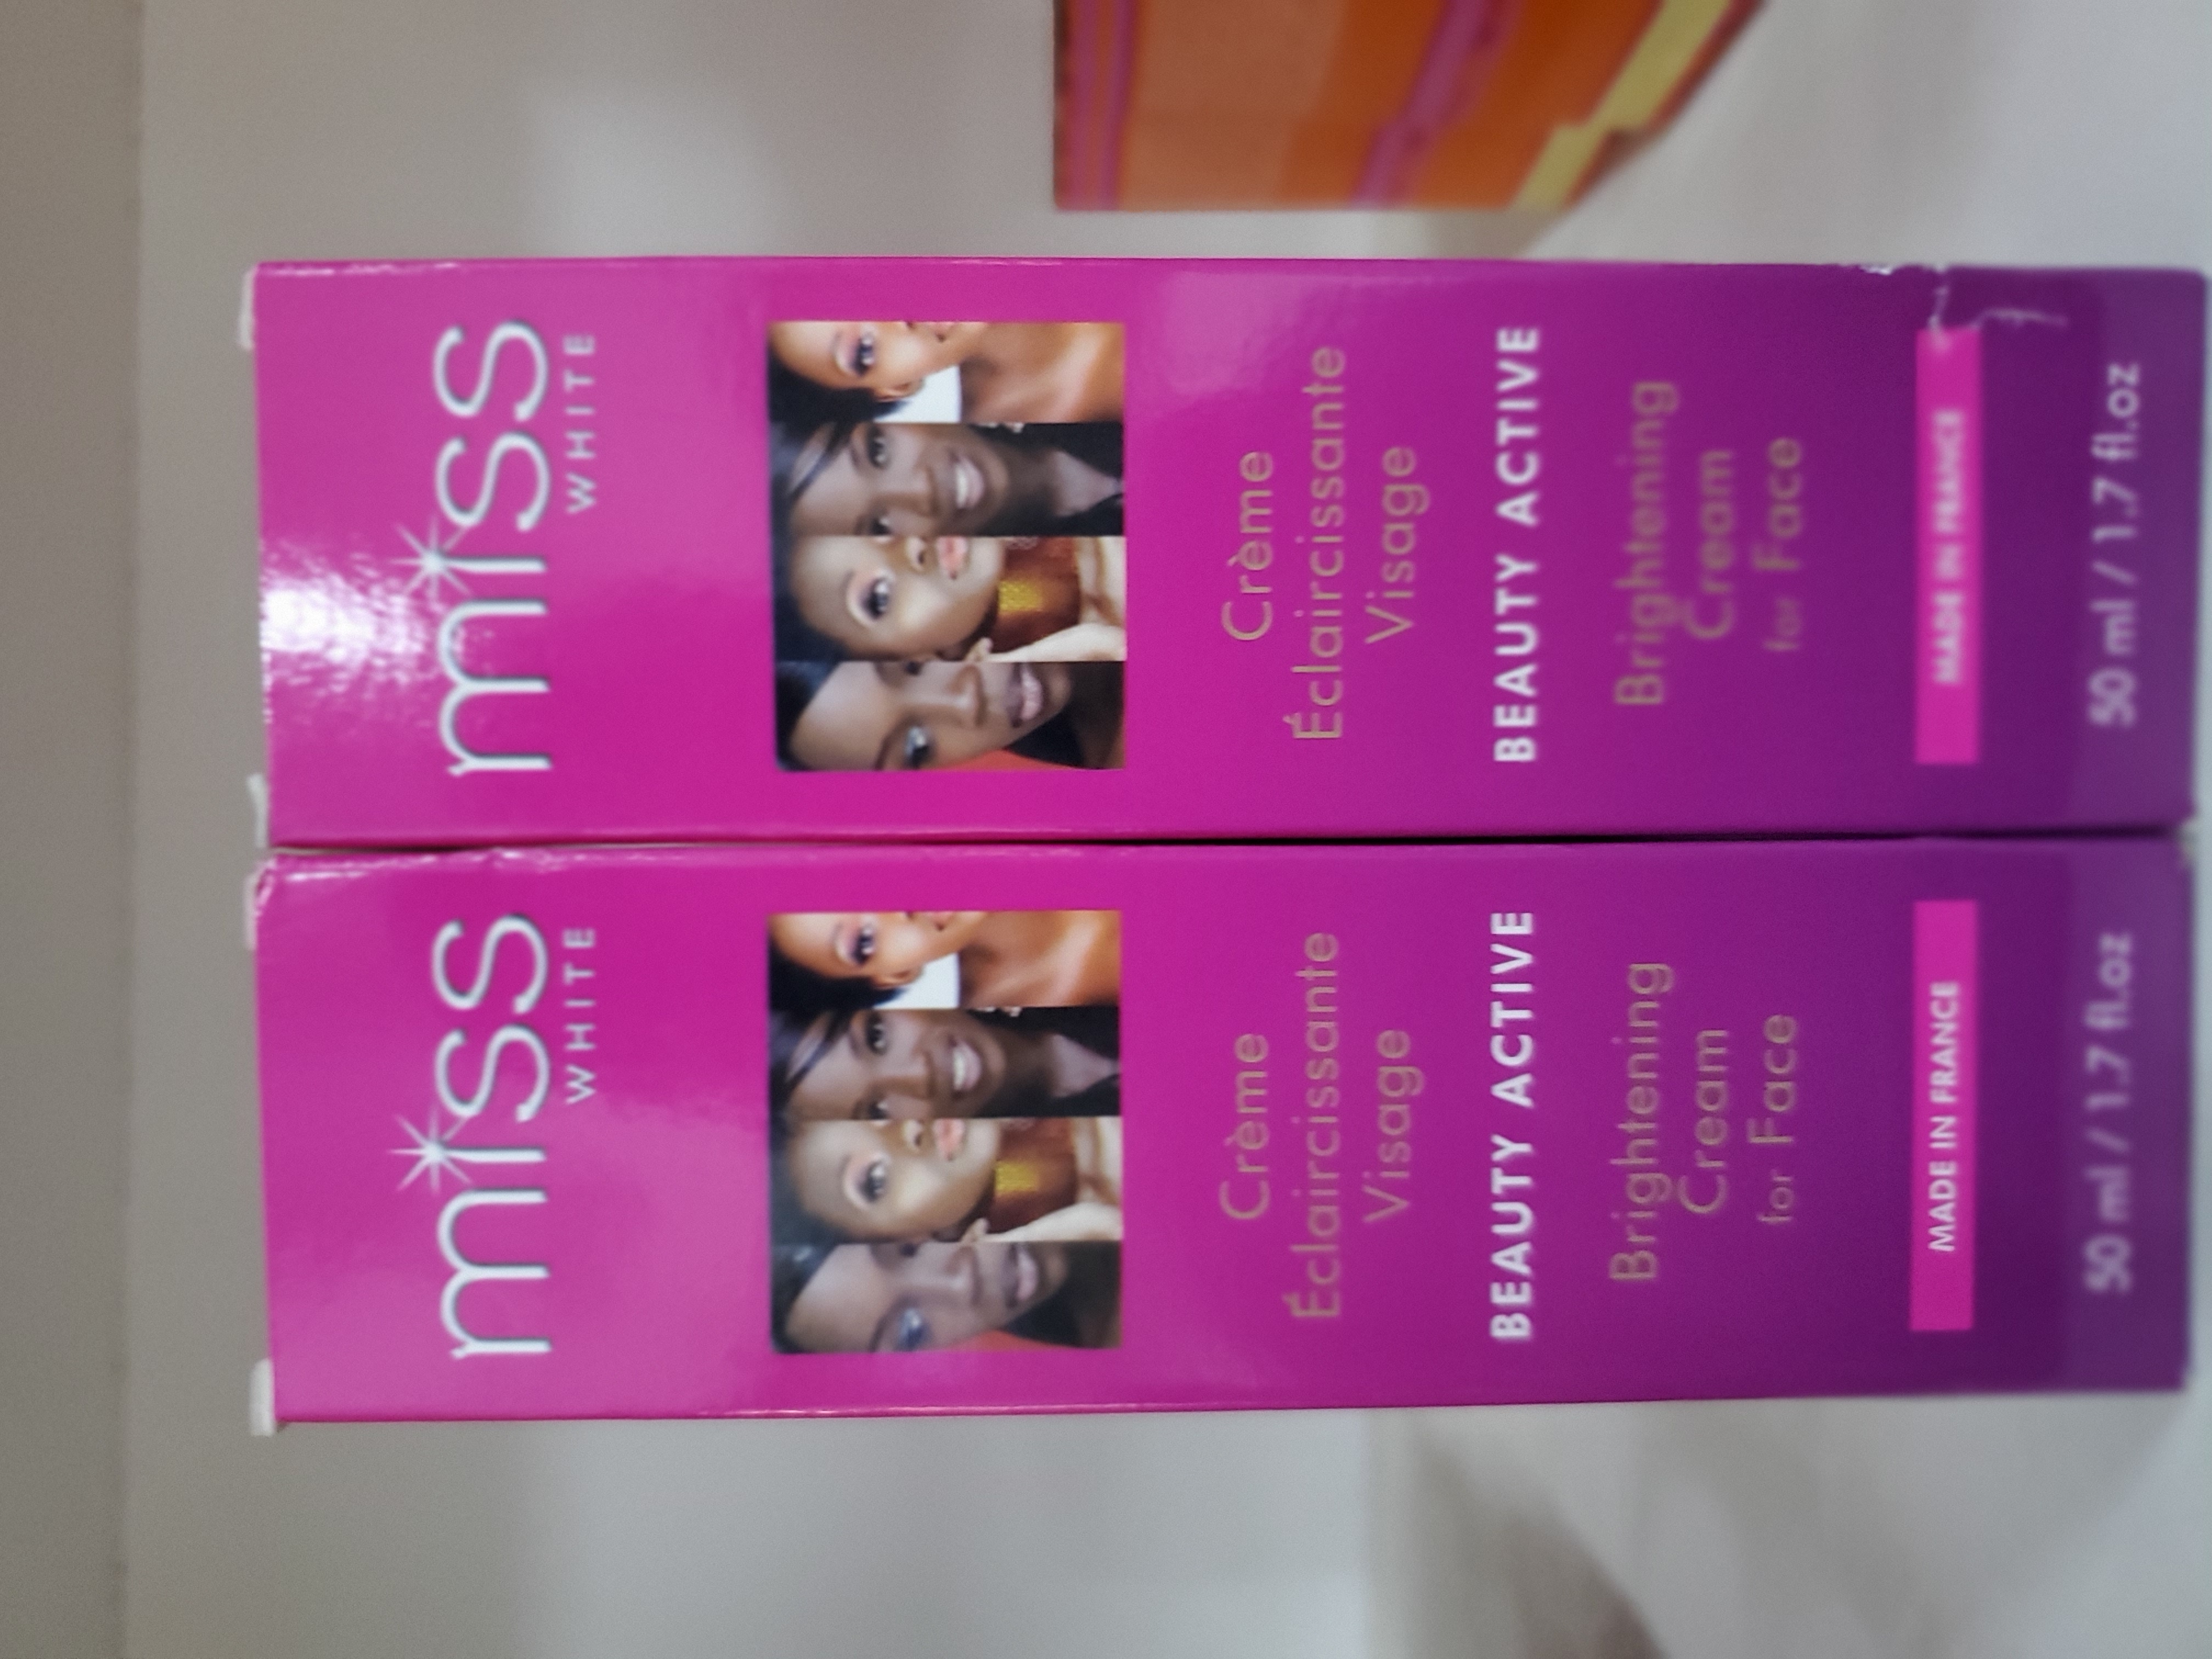 miss
WHITE
Crème
Éclaircissante
Visage
BEAUTY ACTIVE
Brightening
Cream
for Face
MADE IN FRANCE
50 ml / 1.7 fl.oz
miss
WHITE
Crème
Éclaircissante
Visage
BEAUTY ACTIVE
Brightening
Cream
for Face
MADE IN FRANCE
50 ml / 1.7 fl.oz